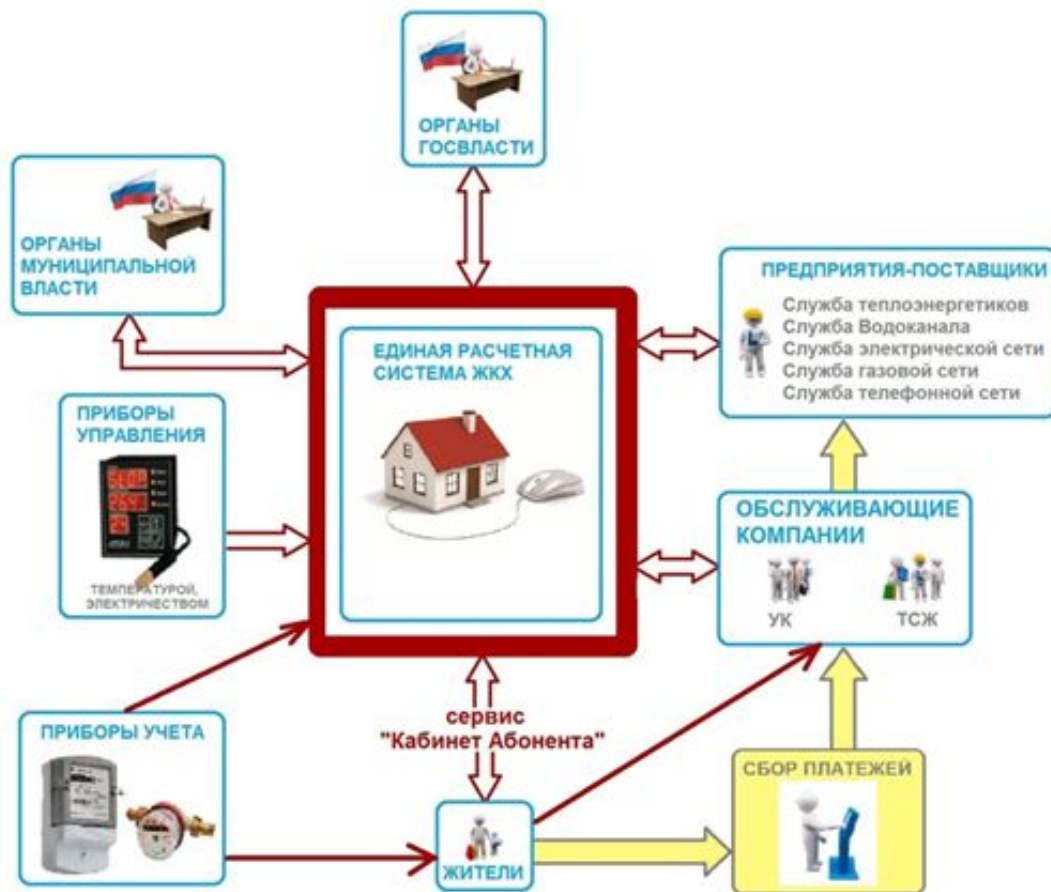 ОРГАНЫ
ГОСВЛАСТИ
ОРГАНЫ
МУНИЦИПАЛЬНОЙ
ВЛАСТИ
ПРЕДПРИЯТИЯ-ПОСТАВЩИКИ
Служба теплоэнергетиков
Служба Водоканала
Служба электрической сети
Служба газовой сети
Служба телефонной сети
ЕДИНАЯ РАСЧЕТНАЯ
СИСТЕМА ЖКХ
ПРИБОРЫ
УПРАВЛЕНИЯ
ТЕМПЕРАТУРОЙ,
ЭЛЕКТРИЧЕСТВОМ
ОБСЛУЖИВАЮЩИЕ
КОМПАНИИ
УК
ТСЖ
сервис
"Кабинет Абонента"
ПРИБОРЫ УЧЕТА
ЖИТЕЛИ
СБОР ПЛАТЕЖЕЙ